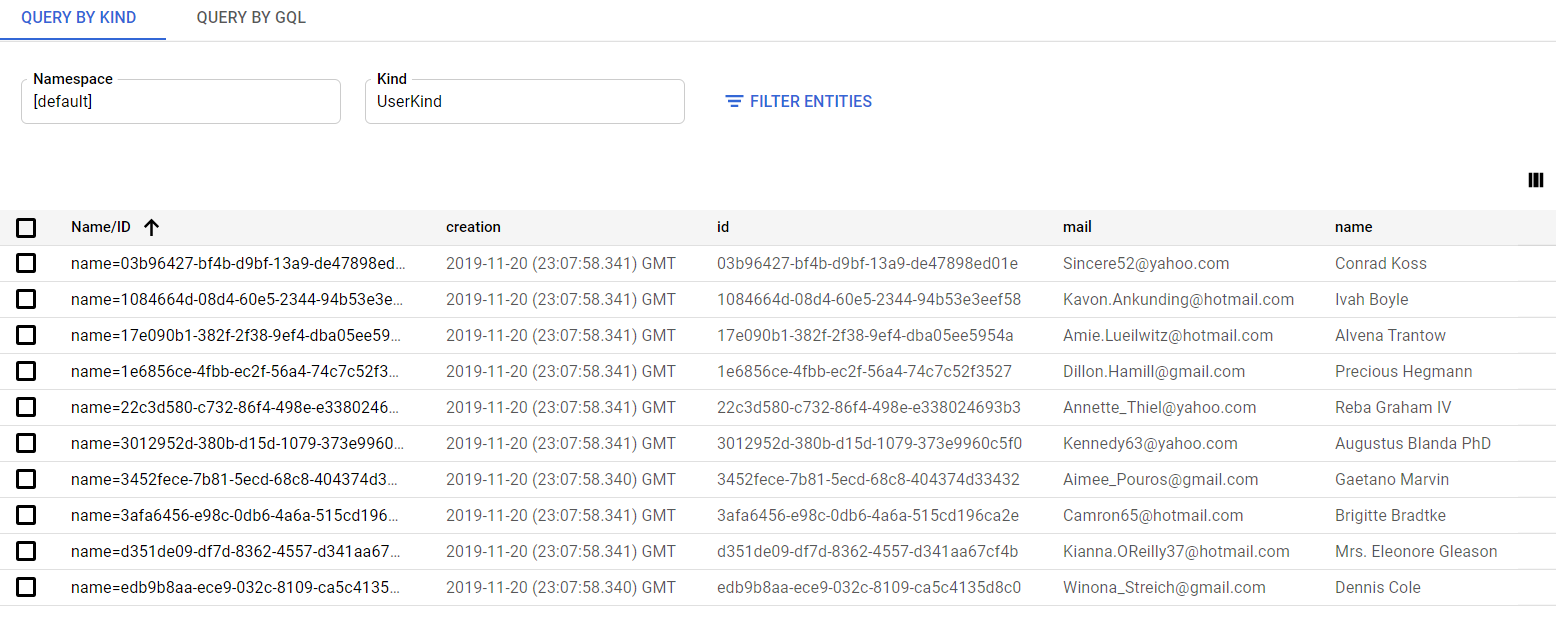 QUERY BY KIND QUERY BY GQL
Namespace Kind
[default] UserKind FILTER ENTITIES
Name/ID creation id mail name
name=03b96427-bf4b-d9bf-13a9-de47898ed... 2019-11-20 (23:07:58.341) GMT 03b96427-bf4b-d9bf-13a9-de47898ed01e Sincere52@yahoo.com Conrad Koss
name=1084664d-08d4-60e5-2344-94b53e3e... 2019-11-20 (23:07:58.341) GMT 1084664d-08d4-60e5-2344-94b53e3eef58 Kavon.Ankunding@hotmail.com Ivah Boyle
name=17e090b1-382f-2f38-9ef4-dba05ee59... 2019-11-20 (23:07:58.341) GMT 17e090b1-382f-2f38-9ef4-dba05ee5954a Amie.Lueilwitz@hotmail.com Alvena Trantow
name=1e6856ce-4fbb-ec2f-56a4-74c7c52f3... 2019-11-20 (23:07:58.341) GMT 1e6856ce-4fbb-ec2f-56a4-74c7c52f3527 Dillon.Hamill@gmail.com Precious Hegmann
name=22c3d580-c732-86f4-498e-e3380246... 2019-11-20 (23:07:58.341) GMT 22c3d580-c732-86f4-498e-e338024693b3 Annette_Thiel@yahoo.com Reba Graham IV
name=3012952d-380b-d15d-1079-373e9960... 2019-11-20 (23:07:58.341) GMT 3012952d-380b-d15d-1079-373e9960c5f0 Kennedy63@yahoo.com Augustus Blanda PhD
name=3452fece-7b81-5ecd-68c8-404374d3... 2019-11-20 (23:07:58.340) GMT 3452fece-7b81-5ecd-68c8-404374d33432 Aimee_Pouros@gmail.com Gaetano Marvin
name=3afa6456-e98c-0db6-4a6a-515cd196... 2019-11-20 (23:07:58.341) GMT 3afa6456-e98c-0db6-4a6a-515cd196ca2e Camron65@hotmail.com Brigitte Bradtke
name=d351de09-df7d-8362-4557-d341aa67... 2019-11-20 (23:07:58.341) GMT d351de09-df7d-8362-4557-d341aa67cf4b Kianna.OReilly37@hotmail.com Mrs. Eleonore Gleason
name=edb9b8aa-ece9-032c-8109-ca5c4135... 2019-11-20 (23:07:58.340) GMT edb9b8aa-ece9-032c-8109-ca5c4135d8c0 Winona_Streich@gmail.com Dennis Cole